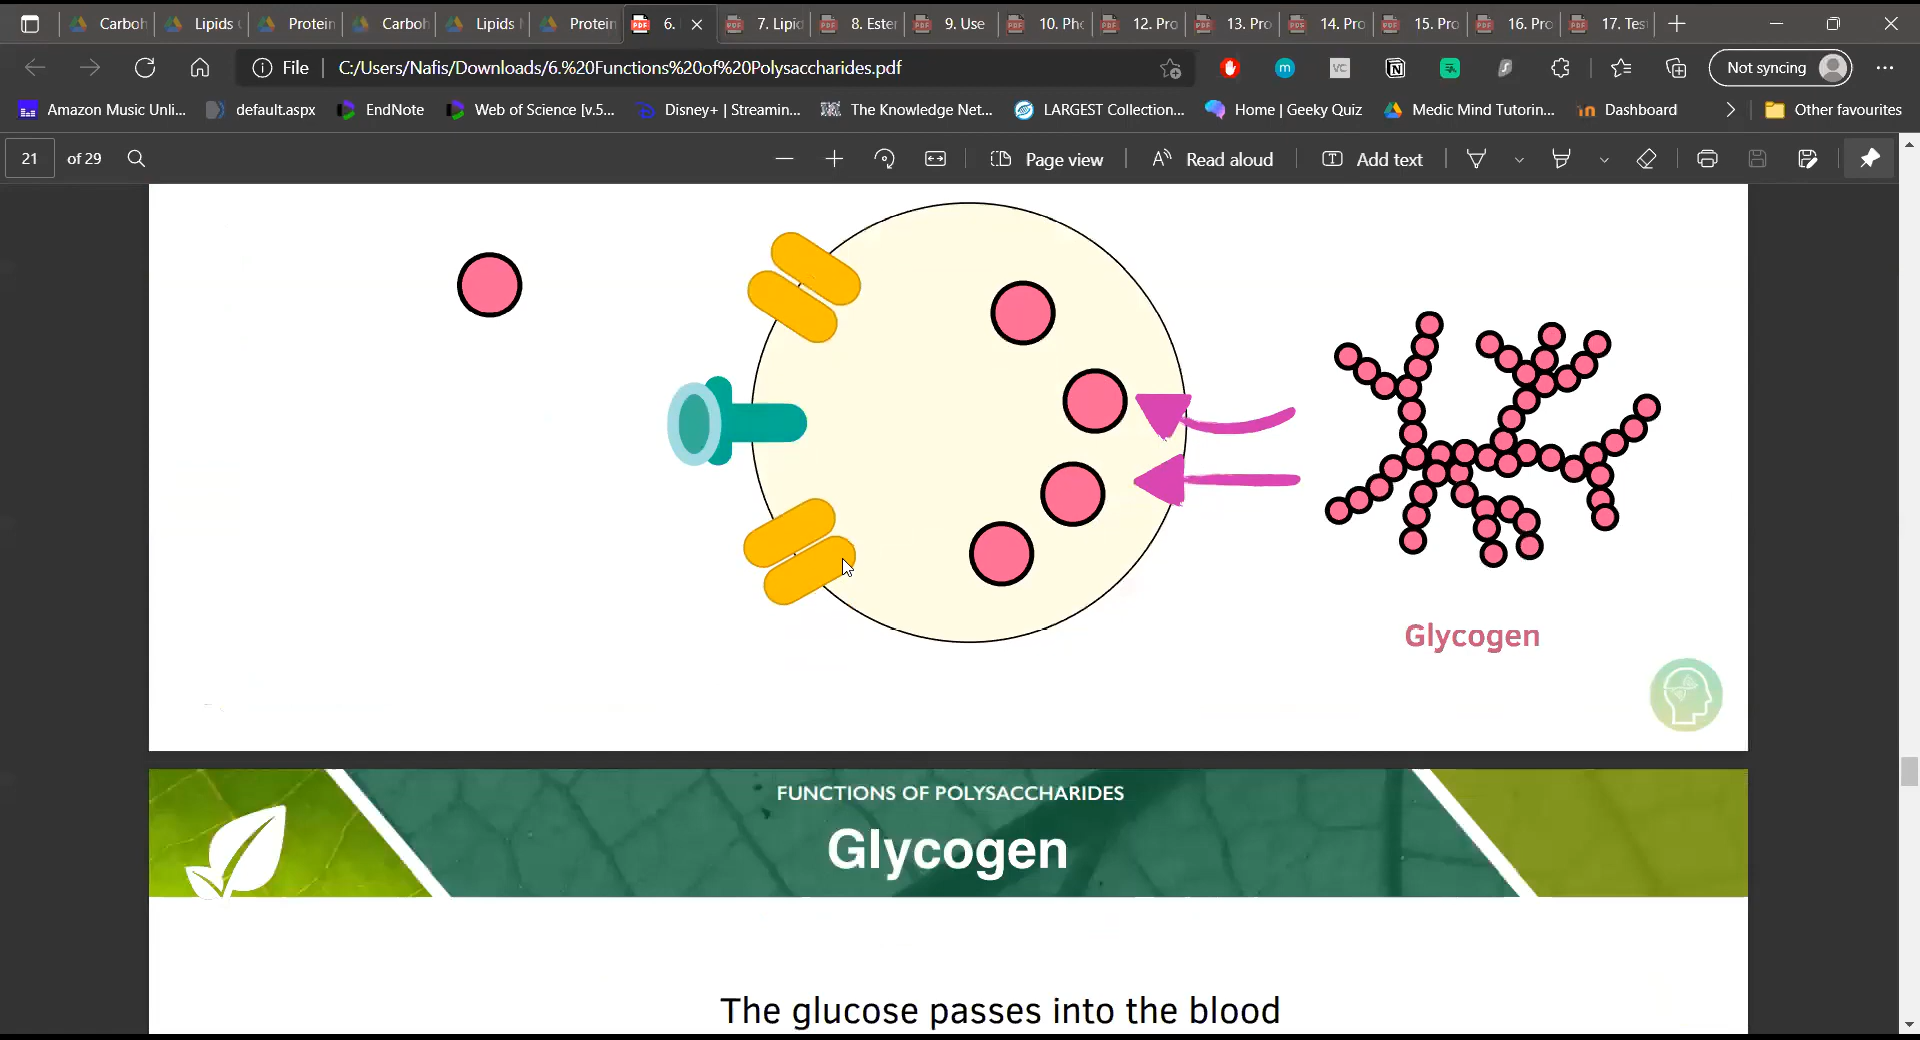 Carboh
Lipids
Protein
Carboh
Lipids
Protein
6.
7. Lipid
8. Ester
9. Use
10. Pho
12. Pro
13. Pro
14. Pro
15. Pro
16. Pro
17. Tes
File
C:/Users/Nafis/Downloads/6.%20Functions%20of%20Polysaccharides.pdf
VC
Not syncing
Amazon Music Unli...
default.aspx
EndNote
Web of Science [v.5...
Disney+ | Streamin...
The Knowledge Net...
LARGEST Collection...
Home | Geeky Quiz
Medic Mind Tutorin...
Dashboard
Other favourites
21 of 29
Page view
Read aloud
Add text
Glycogen
FUNCTIONS OF POLYSACCHARIDES
Glycogen
The glucose passes into the blood